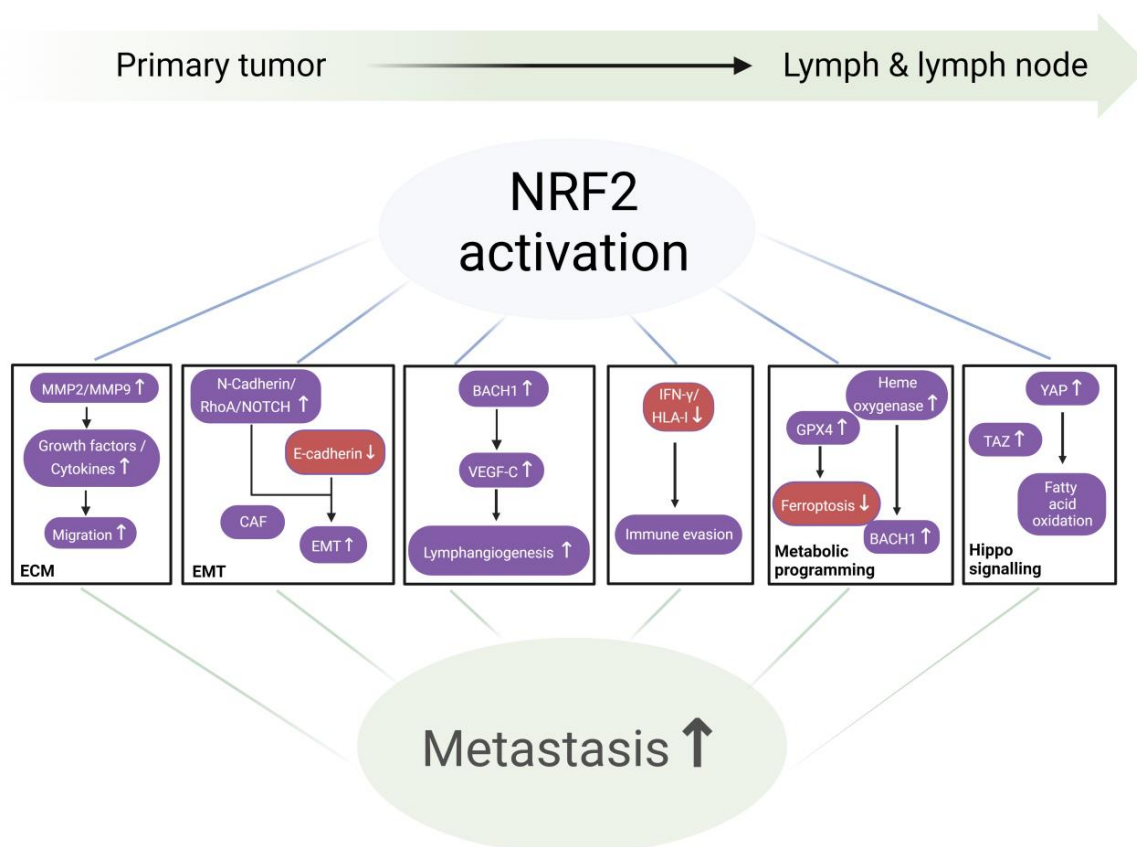 Primary tumor
Lymph & lymph node
NRF2
activation
MMP2/MMP9 ↑
Growth factors /
Cytokines ↑
Migration ↑
ECM
N-Cadherin/
RhoA/NOTCH ↑
E-cadherin ↓
CAF
EMT ↑
EMT
BACH1 ↑
VEGF-C ↑
Lymphangiogenesis ↑
IFN-γ/
HLA-I ↓
Immune evasion
Heme
oxygenase ↑
GPX4 ↑
Ferroptosis ↓
BACH1 ↑
Metabolic
programming
YAP ↑
TAZ ↑
Fatty
acid
oxidation
Hippo
signalling
Metastasis ↑